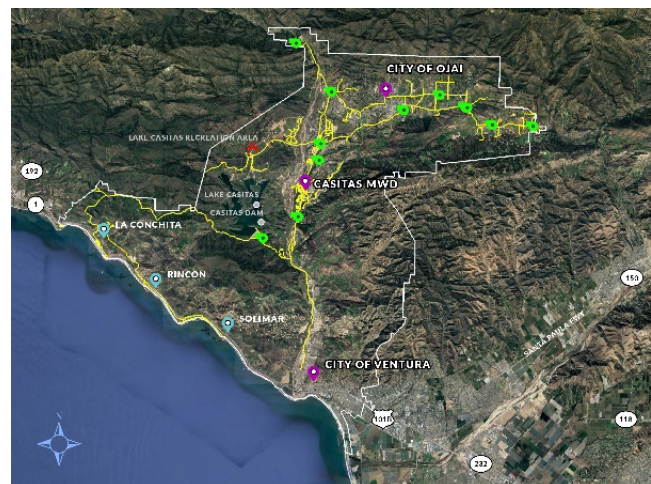 CITY OF OJAI
LAKE CASITAS RECREATION AREA
192
CASITAS MWD
LAKE CASITAS
1
CASITAS DAM
LA CONCHITA
RINCON
150
SOLIMAR
SANTA PAULA FWY
CITY OF VENTURA
101B
118
N
232